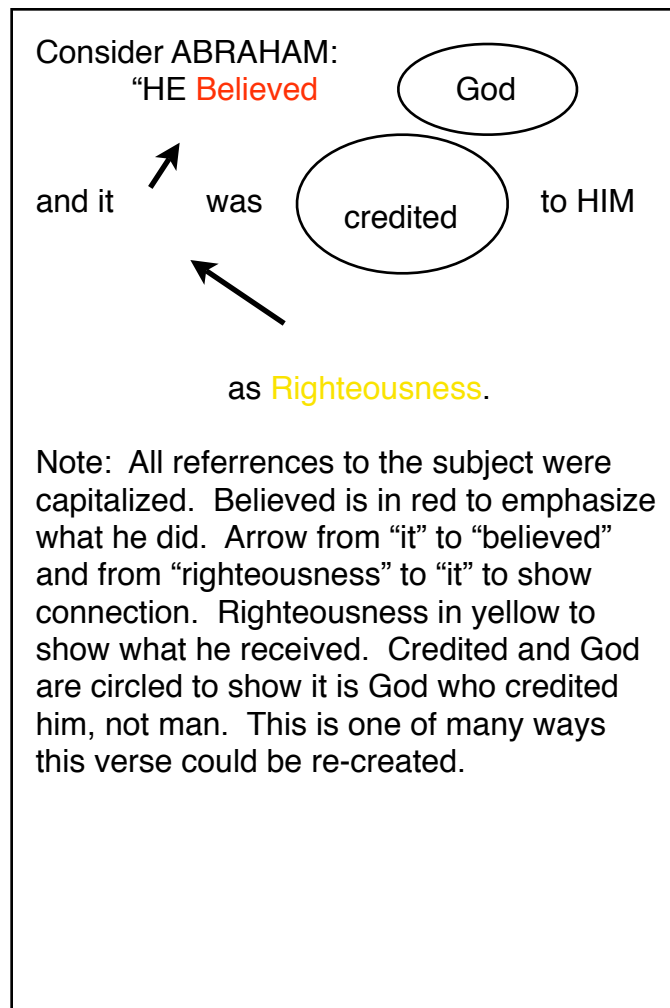 Consider ABRAHAM:
“HE Believed God
and it was credited to HIM
as Righteousness.
Note:  All referrences to the subject were
capitalized.  Believed is in red to emphasize
what he did.  Arrow from “it” to “believed”
and from “righteousness” to “it” to show
connection.  Righteousness in yellow to
show what he received.  Credited and God
are circled to show it is God who credited
him, not man.  This is one of many ways
this verse could be re-created.